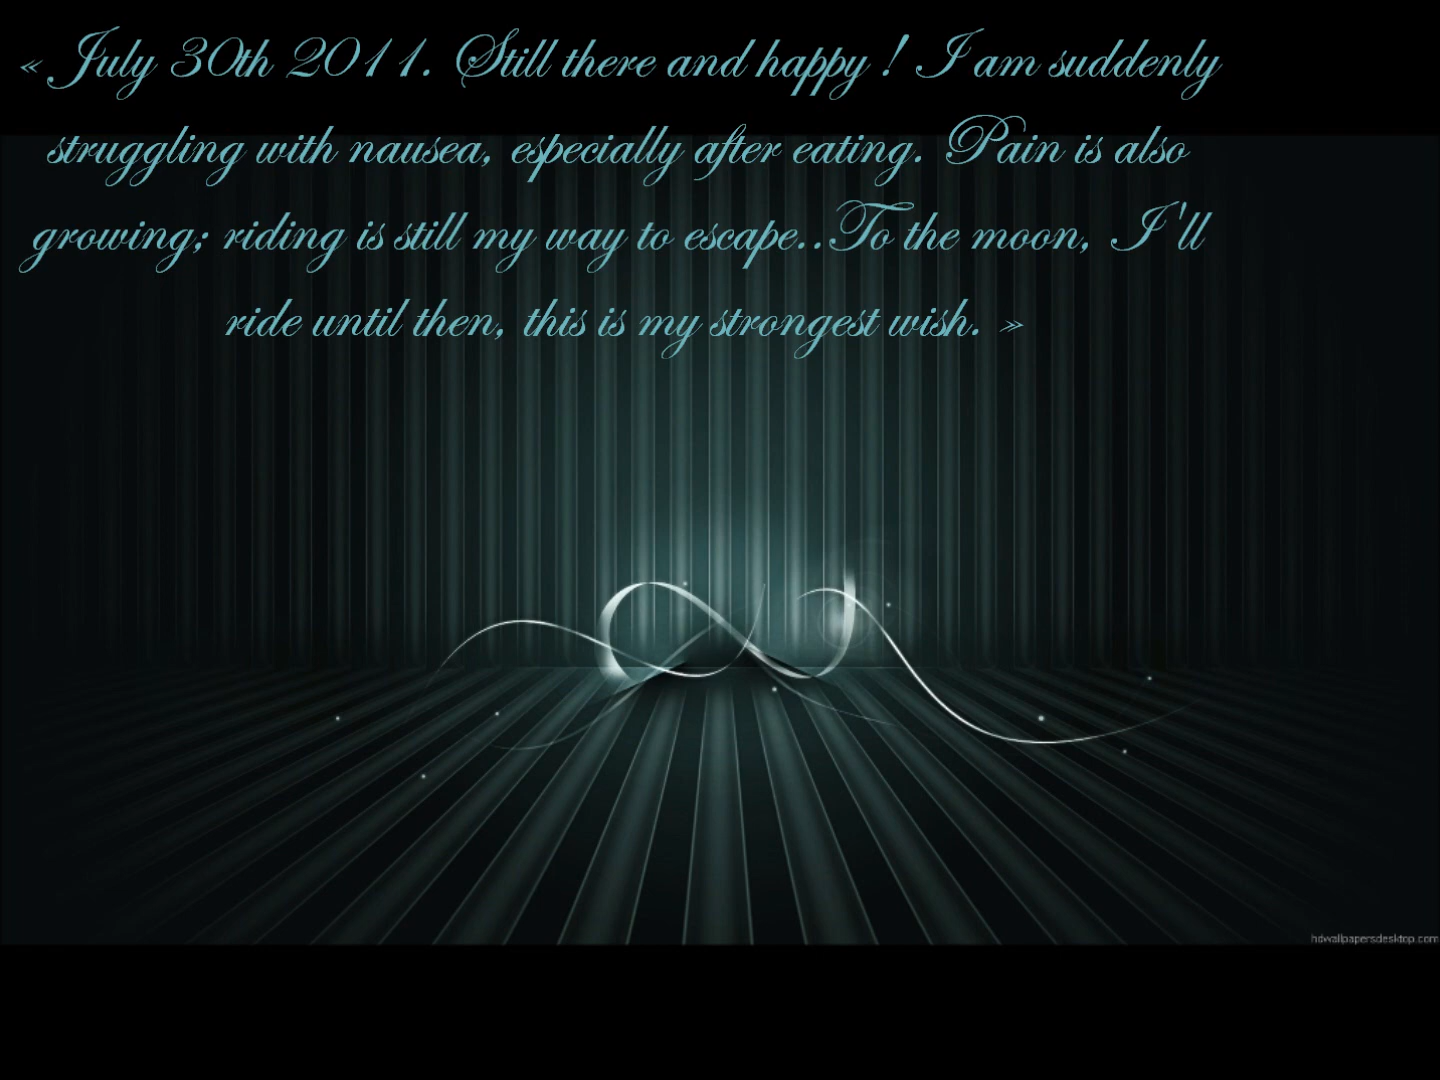 « July 30th 2011. Still there and happy ! I am suddenly
struggling with nausea, especially after eating. Pain is also
growing; riding is still my way to escape..To the moon, I'll
ride until then, this is my strongest wish. »
hdwallpapersdesktop.com